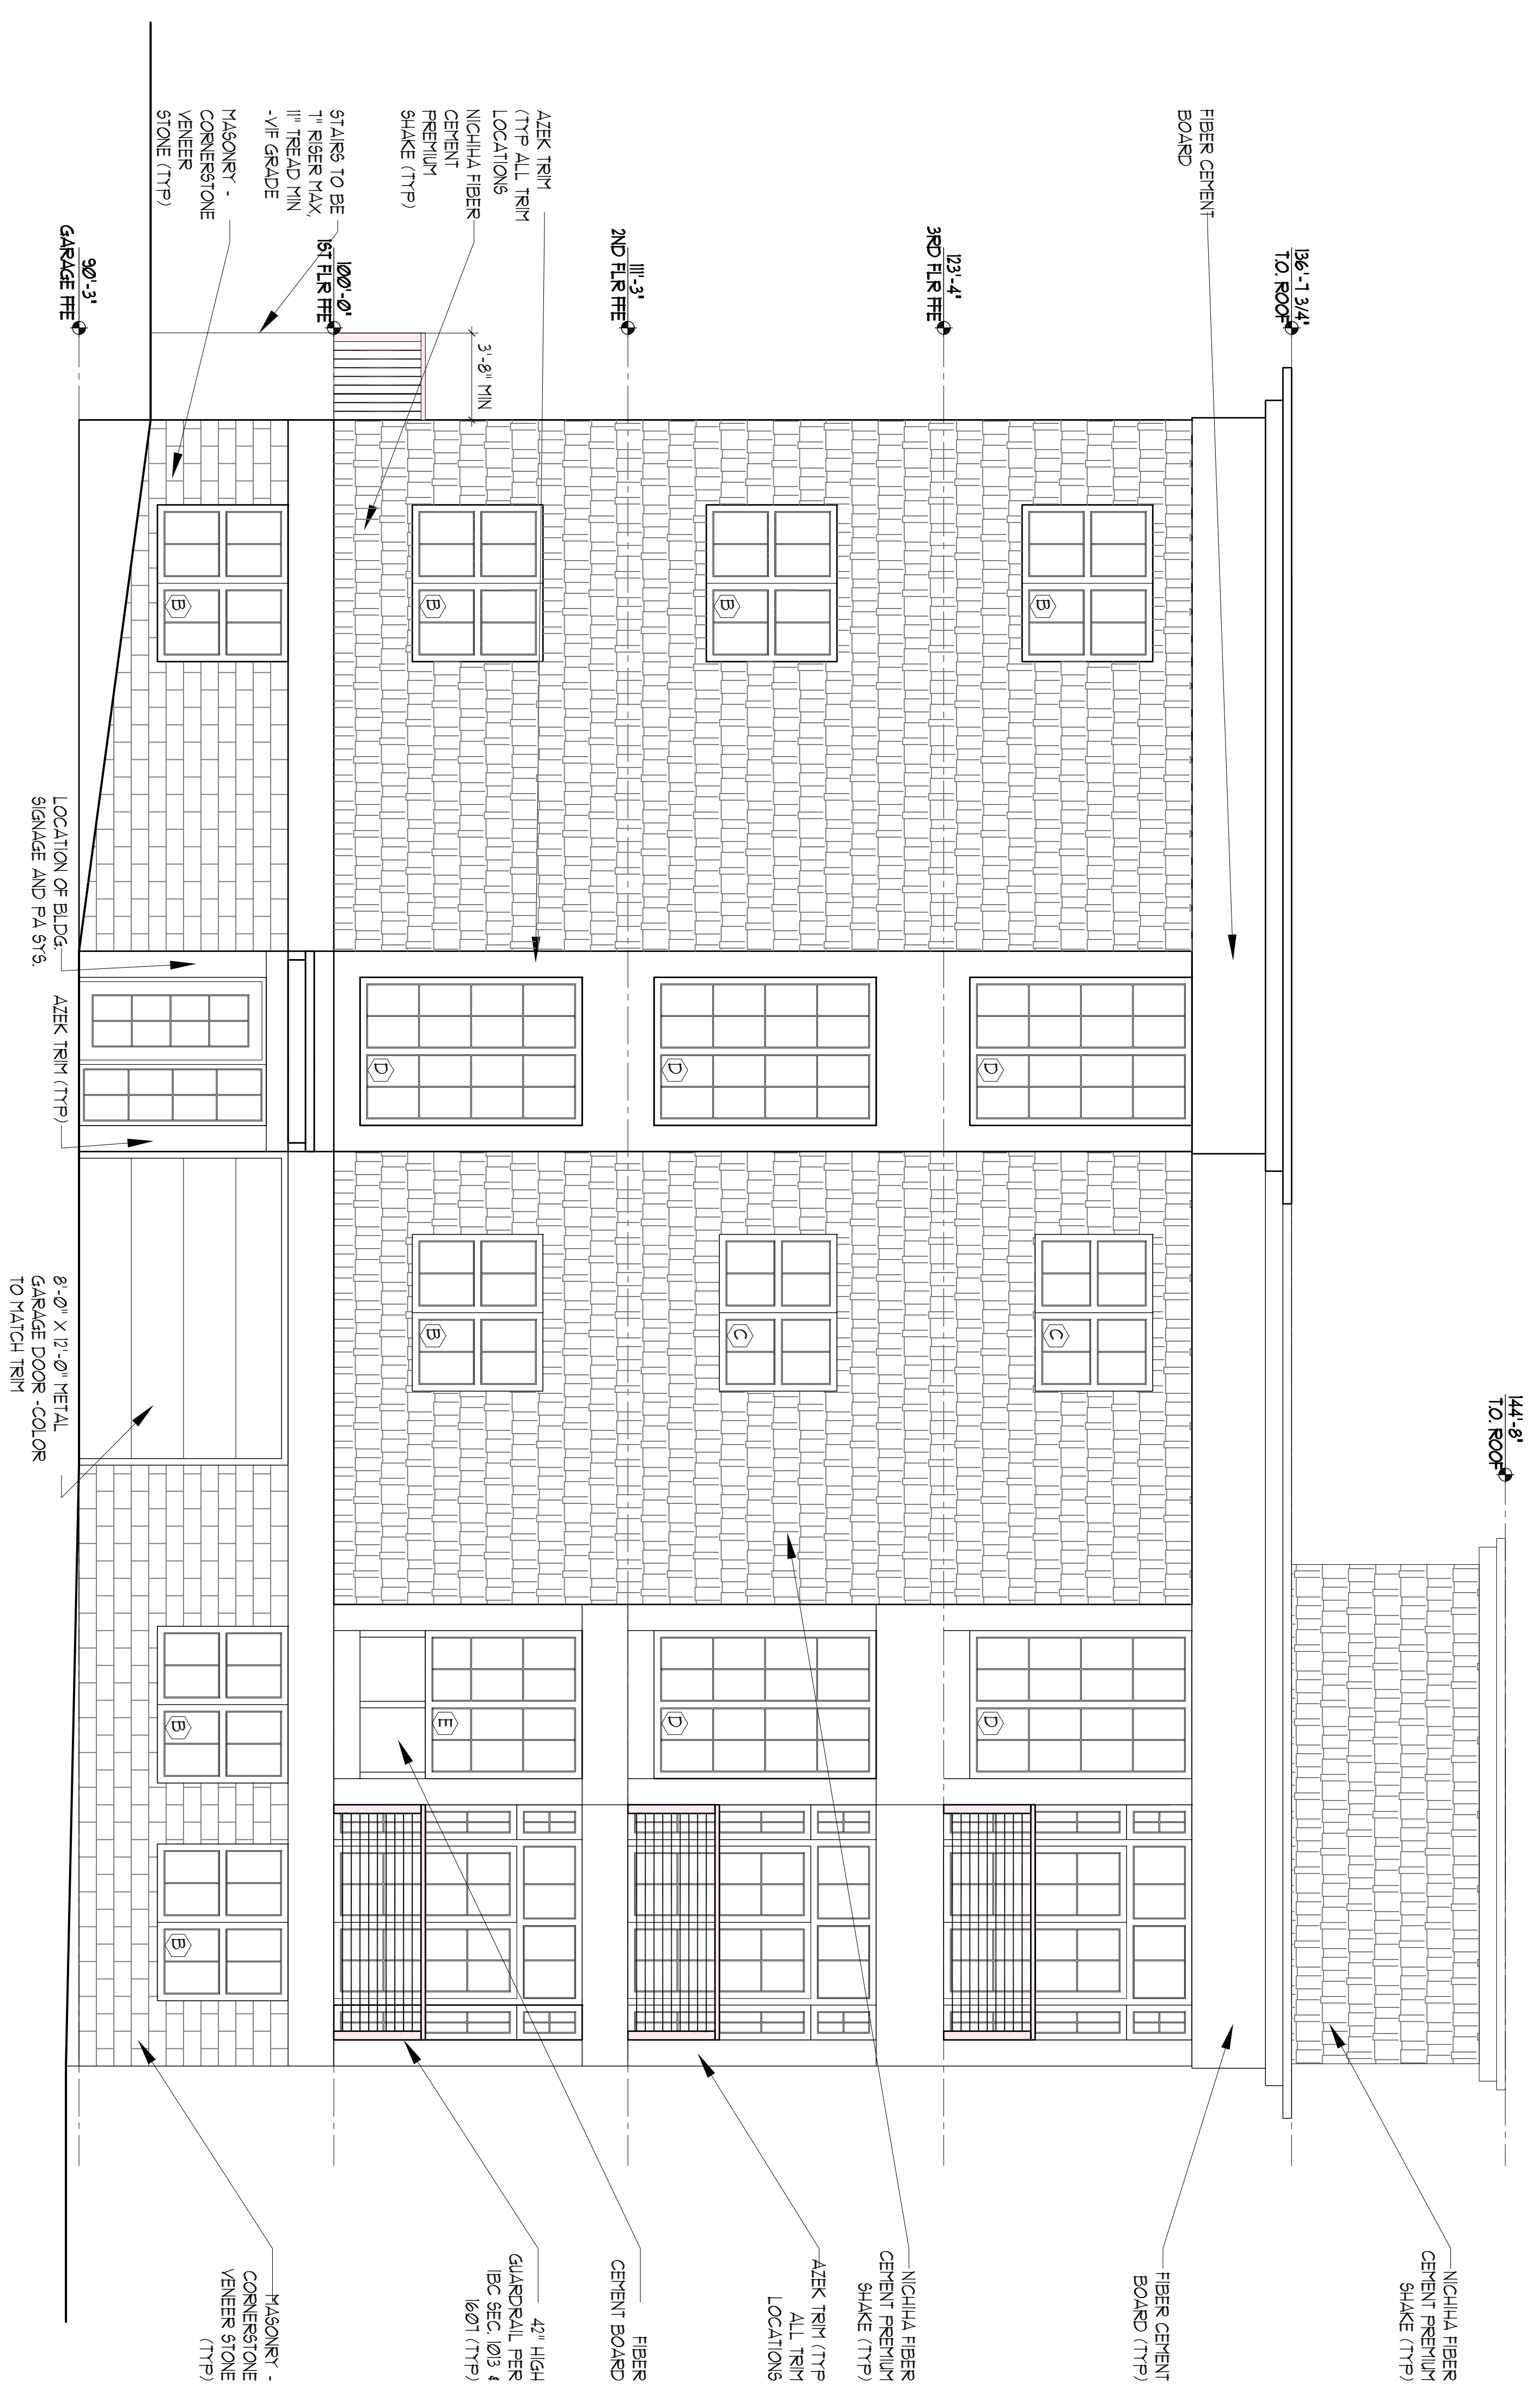 144'-8"
T.O. ROOF
136'-7 3/4"
T.O. ROOF
FIBER CEMENT
BOARD
123'-4"
3RD FLR FFE
111'-3"
2ND FLR FFE
AZEK TRIM
(TYP ALL TRIM
LOCATIONS
NICHIHA FIBER
CEMENT
PREMIUM
SHAKE (TYP)
3'-8" MIN
100'-0"
1ST FLR FFE
STAIRS TO BE
7" RISER MAX,
11" TREAD MIN
-VIF GRADE
MASONRY -
CORNERSTONE
VENEER
STONE (TYP)
90'-3"
GARAGE FFE
B
D
C
D
B
D
C
D
B
D
B
E
B
B
B
LOCATION OF BLDG.
SIGNAGE AND PA SYS.
AZEK TRIM (TYP)
8'-0" X 12'-0" METAL
GARAGE DOOR -COLOR
TO MATCH TRIM
NICHIHA FIBER
CEMENT PREMIUM
SHAKE (TYP)
FIBER CEMENT
BOARD (TYP)
NICHIHA FIBER
CEMENT PREMIUM
SHAKE (TYP)
AZEK TRIM (TYP
ALL TRIM
LOCATIONS
FIBER
CEMENT BOARD
42" HIGH
GUARDRAIL PER
IBC SEC. 1013 &
1607 (TYP)
MASONRY -
CORNERSTONE
VENEER STONE
(TYP)